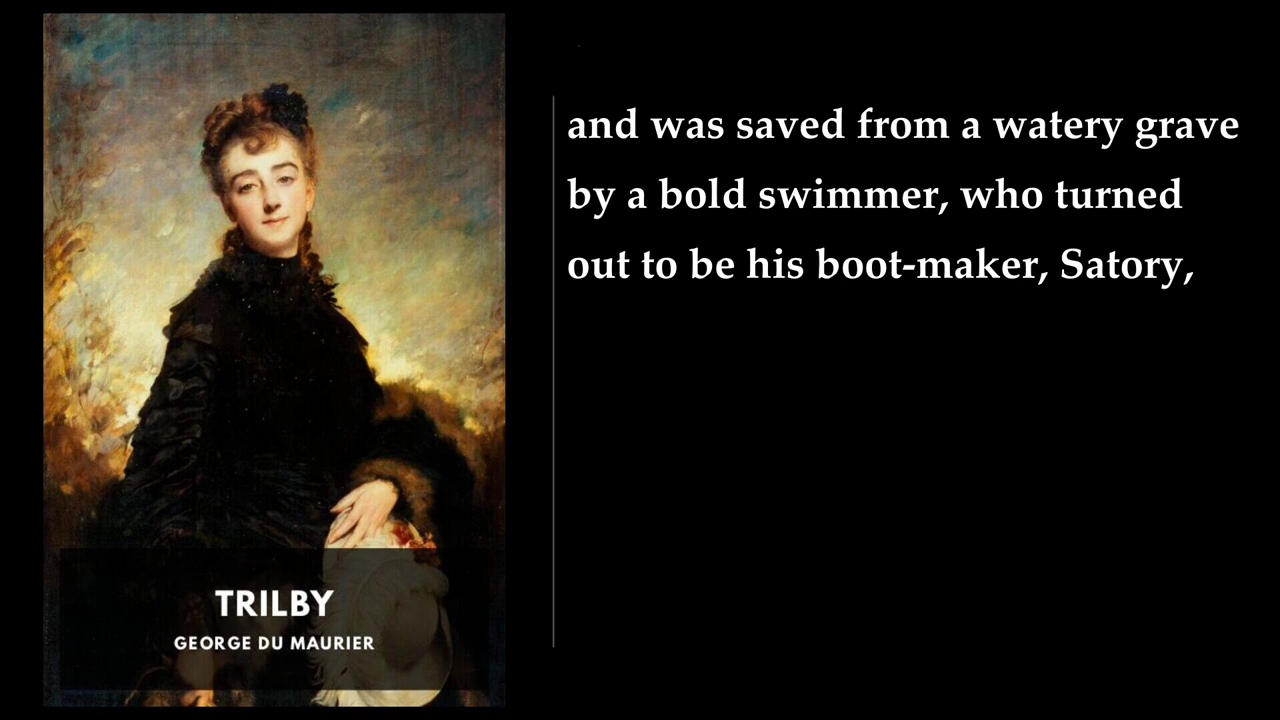 and was saved from a watery grave
by a bold swimmer, who turned
out to be his boot-maker, Satory,
TRILBY
GEORGE DU MAURIER